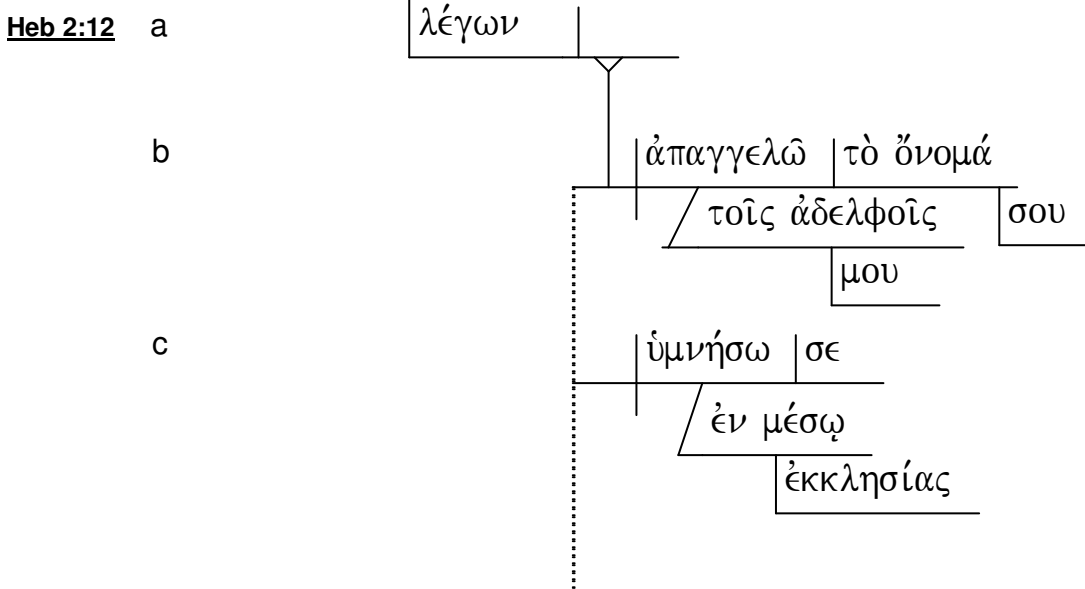 Heb 2:12 a λέγων
b ἀπαγγελῶ τὸ ὄνομά
τοῖς ἀδελφοῖς σου
μου
c ὑμνήσω σε
ἐν μέσῳ
ἐκκλησίας